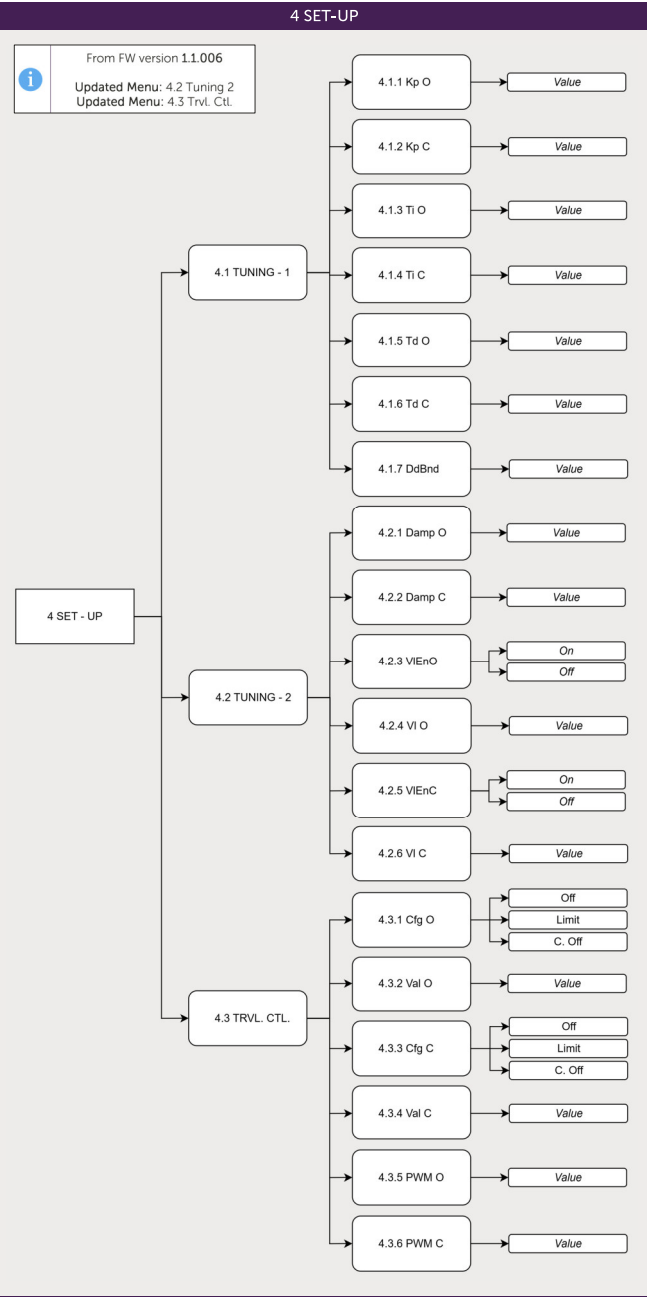 4 SET-UP
From FW version 1.1.006
Updated Menu: 4.2 Tuning 2
Updated Menu: 4.3 Trvl. Ctl.
4 SET - UP
4.1 TUNING - 1
4.1.1 Kp O
Value
4.1.2 Kp C
Value
4.1.3 Ti O
Value
4.1.4 Ti C
Value
4.1.5 Td O
Value
4.1.6 Td C
Value
4.1.7 DdBnd
Value
4.2 TUNING - 2
4.2.1 Damp O
Value
4.2.2 Damp C
Value
4.2.3 VIEnO
On
Off
4.2.4 VI O
Value
4.2.5 VIEnC
On
Off
4.2.6 VI C
Value
4.3 TRVL. CTL.
4.3.1 Cfg O
Off
Limit
C. Off
4.3.2 Val O
Value
4.3.3 Cfg C
Off
Limit
C. Off
4.3.4 Val C
Value
4.3.5 PWM O
Value
4.3.6 PWM C
Value